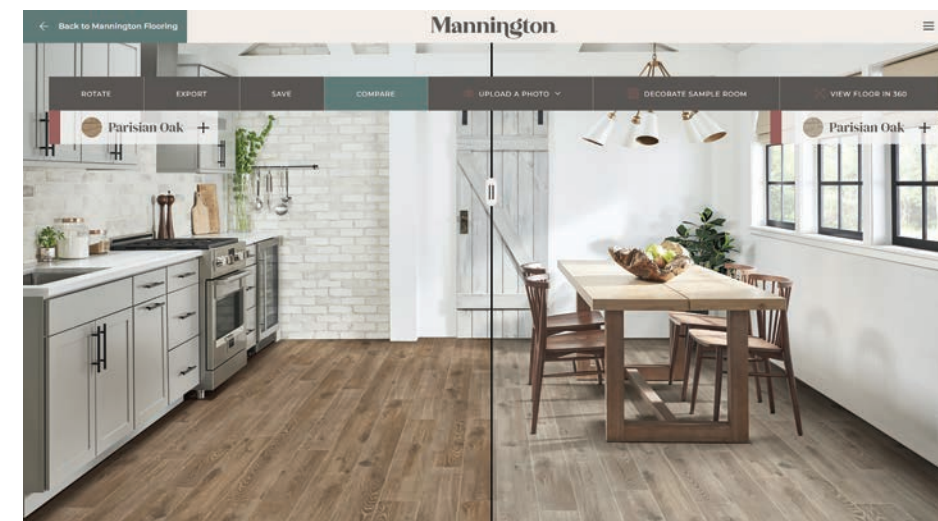 ← Back to Mannington Flooring
Mannington
ROTATE EXPORT SAVE COMPARE UPLOAD A PHOTO DECORATE SAMPLE ROOM VIEW FLOOR IN 360
Parisian Oak + Parisian Oak +